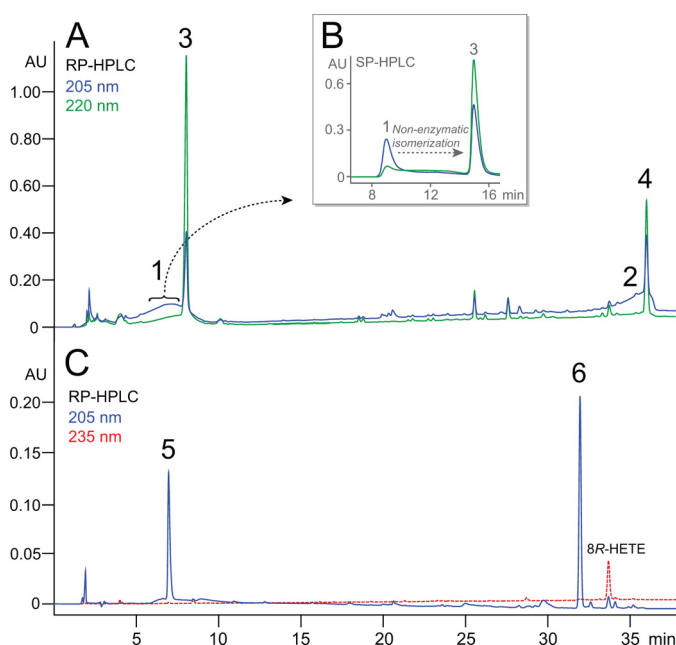 A
RP-HPLC
205 nm
220 nm
AU
1.00
0.80
0.60
0.40
0.20
0
3
1
2
4
B
SP-HPLC
AU
0.6
0.3
0
1
Non-enzymatic
isomerization
3
8
12
16
min
C
RP-HPLC
205 nm
235 nm
AU
0.20
0.15
0.10
0.05
0
5
6
8R-HETE
5
10
15
20
25
30
35
min